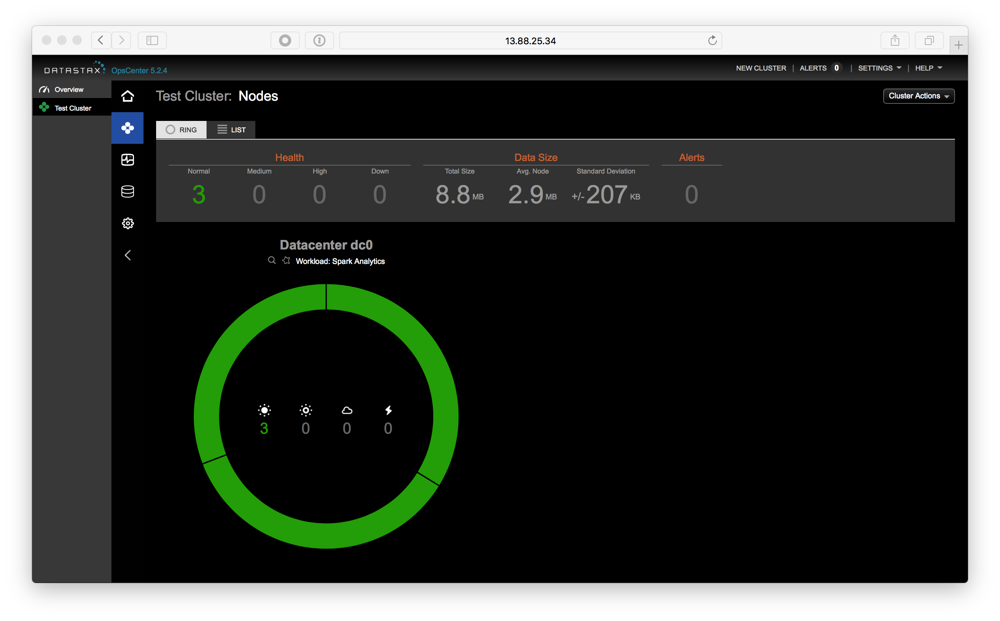 13.88.25.34
DATASTAX OpsCenter 5.2.4
NEW CLUSTER | ALERTS 0 | SETTINGS | HELP
Overview
Test Cluster
Test Cluster: Nodes
Cluster Actions
RING LIST
Health Data Size Alerts
Normal Medium High Down Total Size Avg. Node Standard Deviation
3 0 0 0 8.8 MB 2.9 MB +/-207 KB 0
Datacenter dc0
Workload: Spark Analytics
3 0 0 0